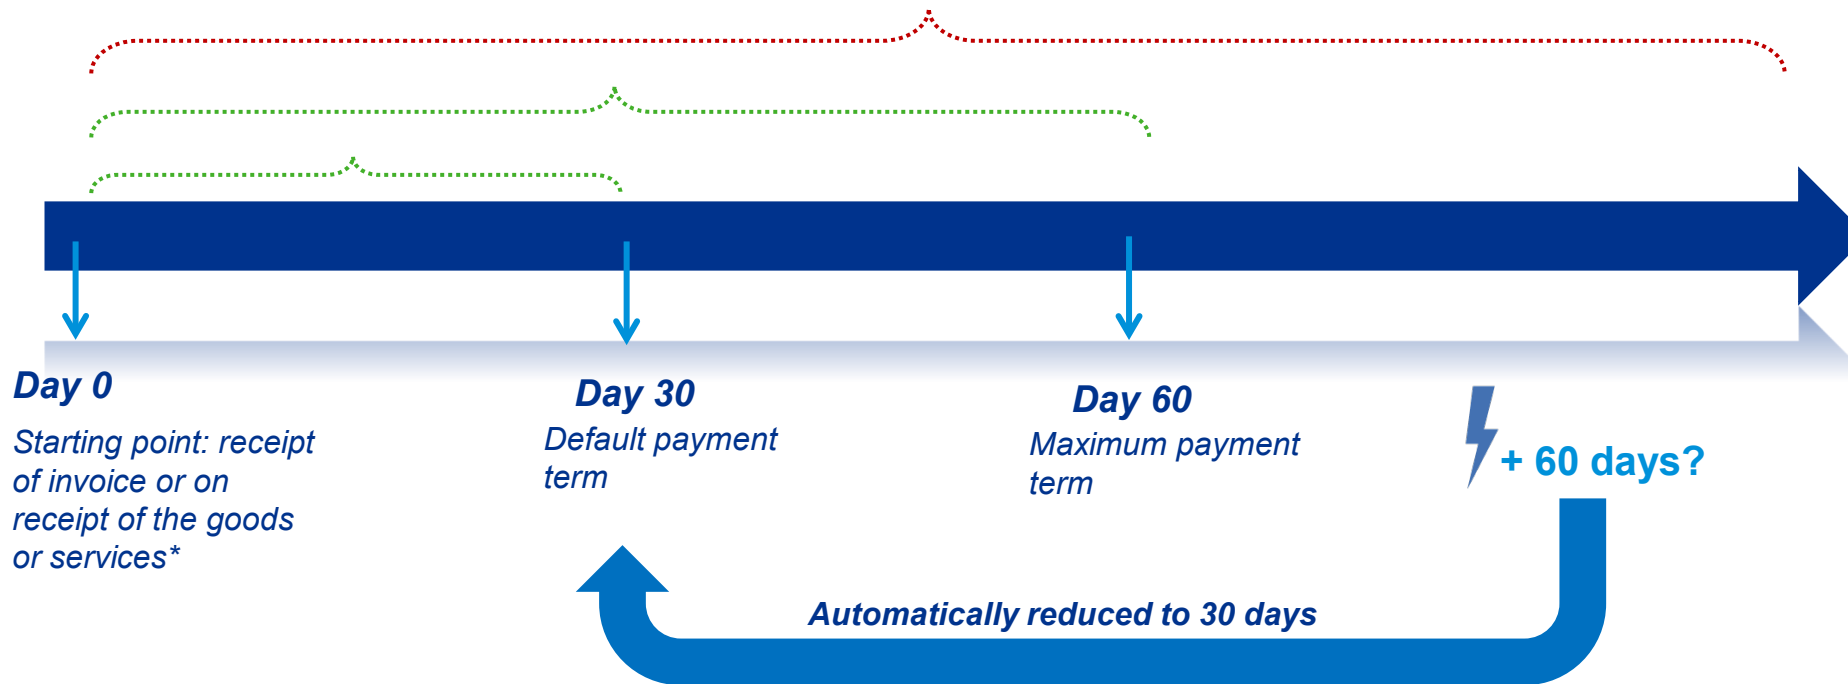 Day 0
Starting point: receipt
of invoice or on
receipt of the goods
or services*
Day 30
Default payment
term
Day 60
Maximum payment
term
+ 60 days?
Automatically reduced to 30 days